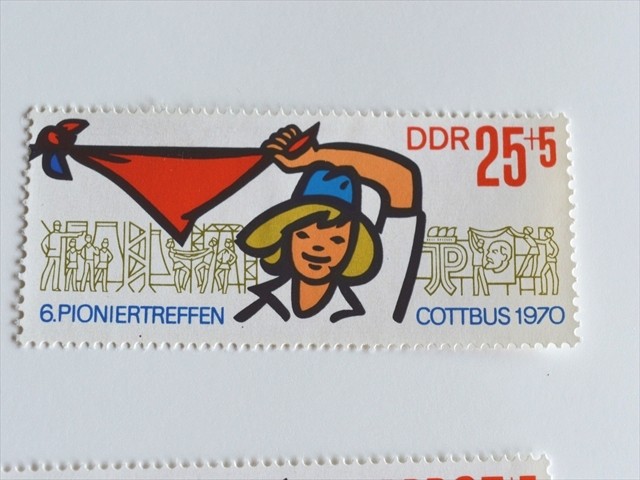 DDR 25+5
6.PIONIERTREFFEN COTTBUS 1970